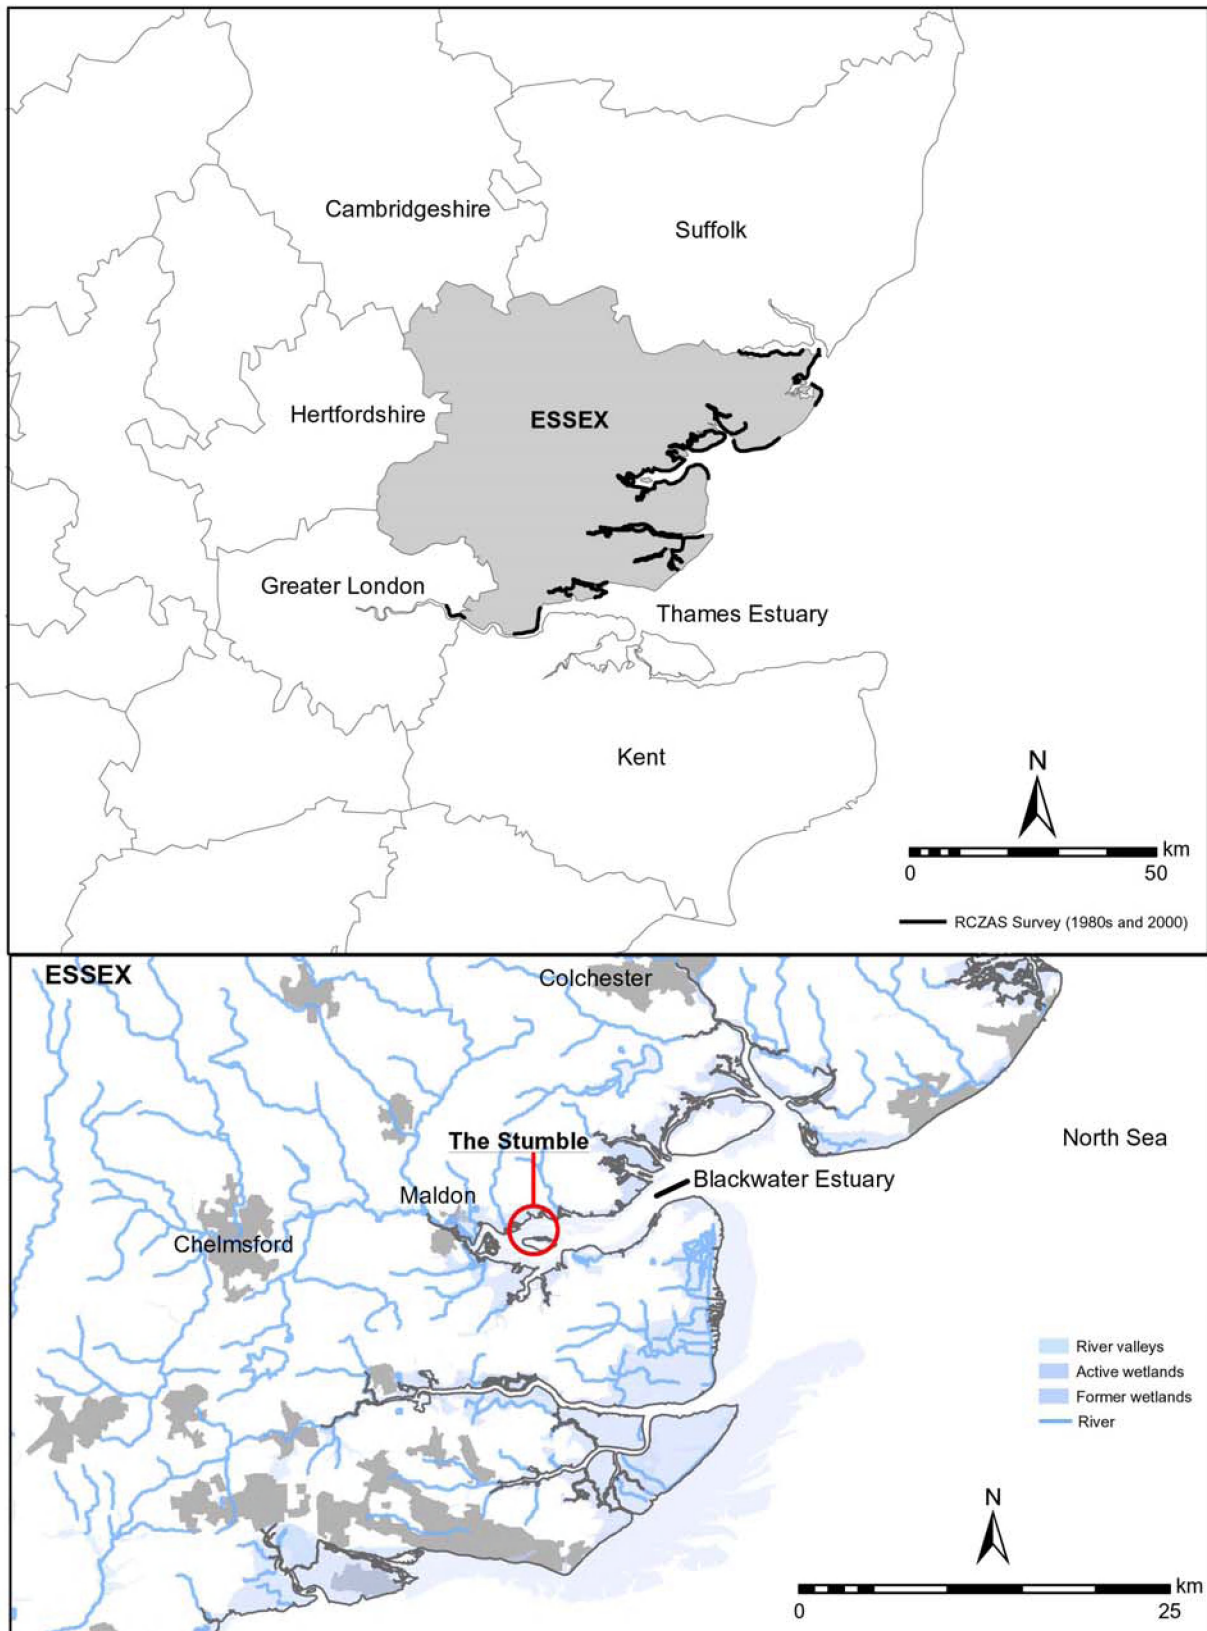 Cambridgeshire
Suffolk
Hertfordshire
ESSEX
Greater London
Thames Estuary
Kent
N
km
0 50
RCZAS Survey (1980s and 2000)
ESSEX
Colchester
The Stumble
North Sea
Blackwater Estuary
Maldon
Chelmsford
River valleys
Active wetlands
Former wetlands
River
N
km
0 25